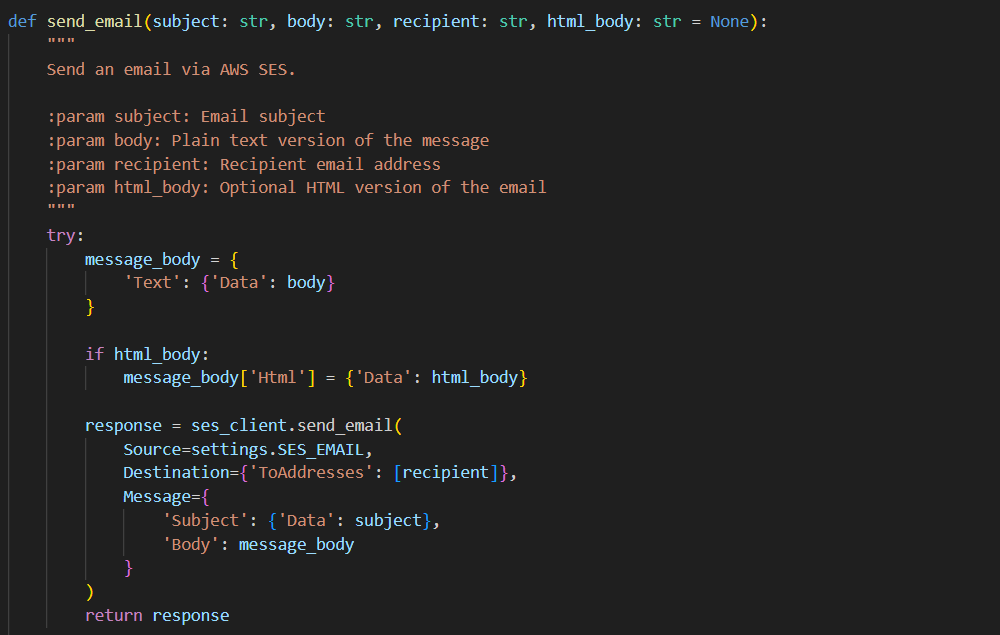 def send_email(subject: str, body: str, recipient: str, html_body: str = None):
    """
    Send an email via AWS SES.

    :param subject: Email subject
    :param body: Plain text version of the message
    :param recipient: Recipient email address
    :param html_body: Optional HTML version of the email
    """
    try:
        message_body = {
            'Text': {'Data': body}
        }

        if html_body:
            message_body['Html'] = {'Data': html_body}

        response = ses_client.send_email(
            Source=settings.SES_EMAIL,
            Destination={'ToAddresses': [recipient]},
            Message={
                'Subject': {'Data': subject},
                'Body': message_body
            }
        )
        return response